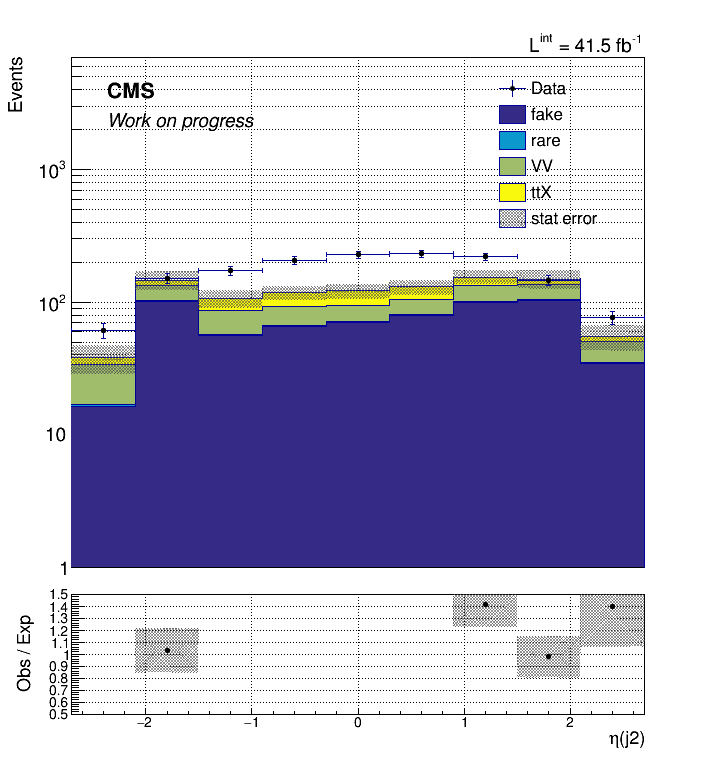 L^int = 41.5 fb^-1
Events
CMS
Work on progress
Data
fake
rare
VV
ttX
stat error
10^3
10^2
10
1
Obs / Exp
1.5
1.4
1.3
1.2
1.1
1
0.9
0.8
0.7
0.6
0.5
−2
−1
0
1
2
η(j2)